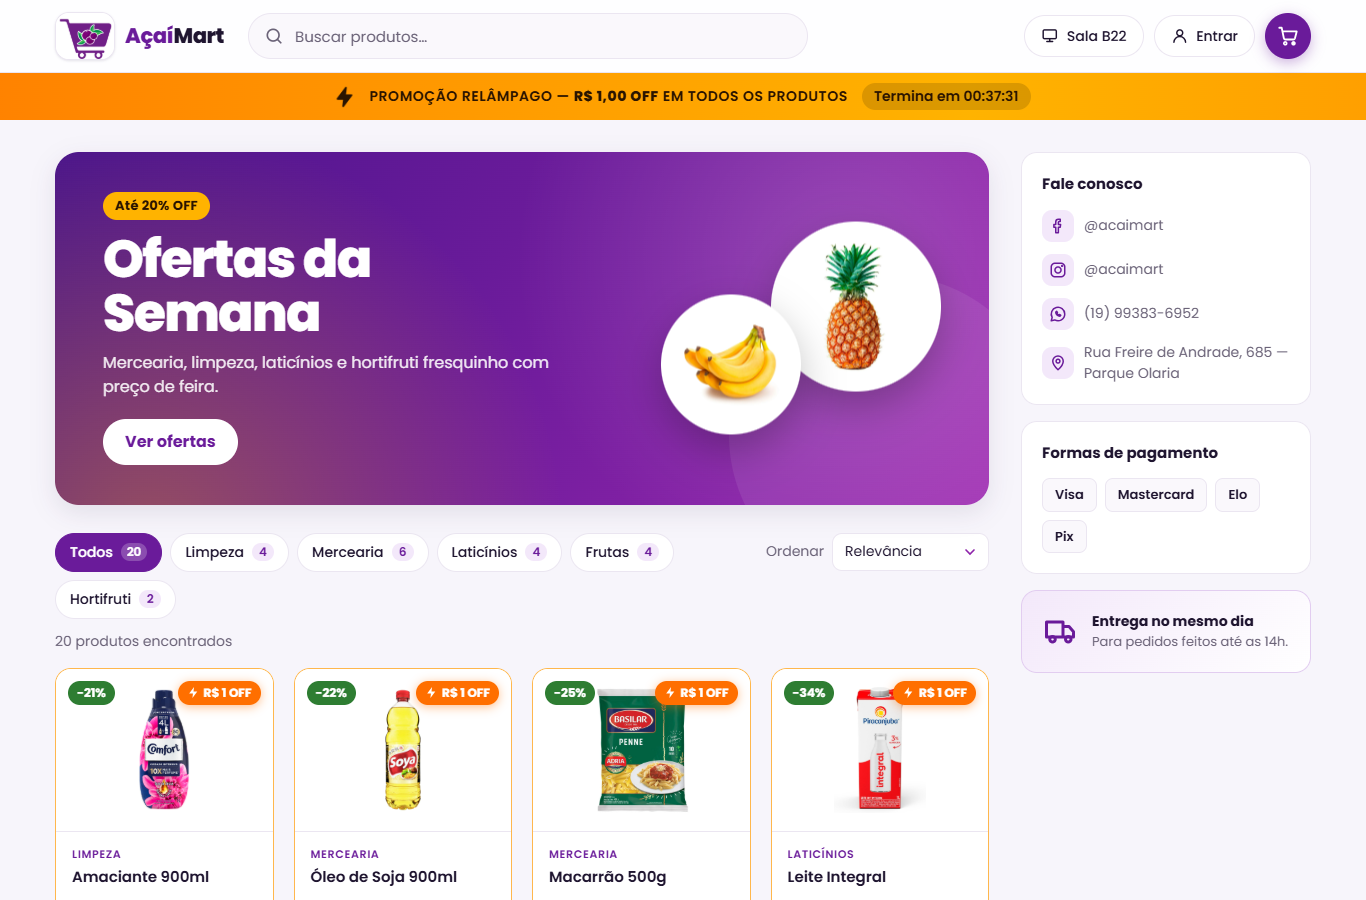 AçaíMart
Buscar produtos...
Sala B22
Entrar
PROMOÇÃO RELÂMPAGO — R$ 1,00 OFF EM TODOS OS PRODUTOS
Termina em 00:37:31
Até 20% OFF
Ofertas da
Semana
Mercearia, limpeza, laticínios e hortifruti fresquinho com
preço de feira.
Ver ofertas
Fale conosco
@acaimart
@acaimart
(19) 99383-6952
Rua Freire de Andrade, 685 —
Parque Olaria
Formas de pagamento
Visa
Mastercard
Elo
Pix
Entrega no mesmo dia
Para pedidos feitos até as 14h.
Todos 20
Limpeza 4
Mercearia 6
Laticínios 4
Frutas 4
Hortifruti 2
Ordenar
Relevância
20 produtos encontrados
-21%
R$ 1 OFF
Comfort
LIMPEZA
Amaciante 900ml
-22%
R$ 1 OFF
Soya
MERCEARIA
Óleo de Soja 900ml
-25%
R$ 1 OFF
BASILAR
PENNE
ADRIA
MERCEARIA
Macarrão 500g
-34%
R$ 1 OFF
Piracanjuba
integral
LATICÍNIOS
Leite Integral